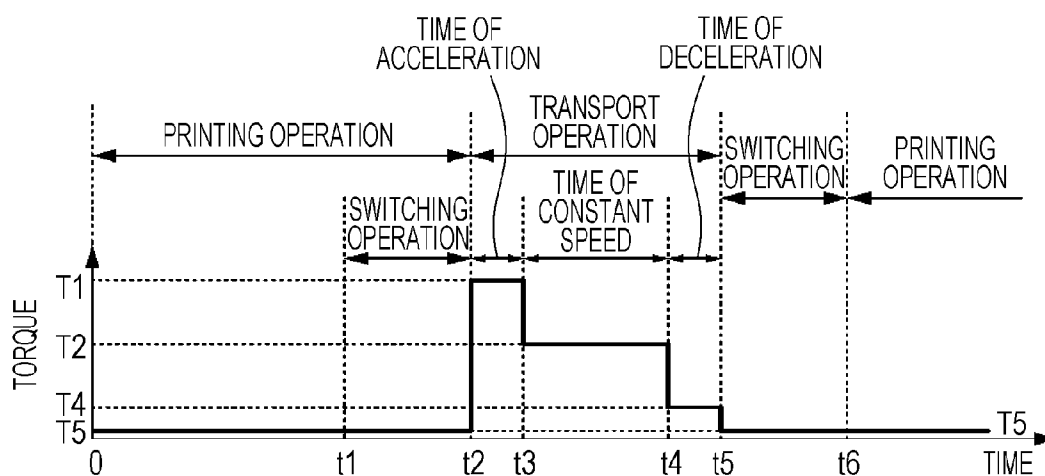 TIME OF
ACCELERATION
TIME OF
DECELERATION
PRINTING OPERATION
TRANSPORT
OPERATION
SWITCHING
OPERATION
PRINTING
OPERATION
SWITCHING
OPERATION
TIME OF
CONSTANT
SPEED
TORQUE
T1
T2
T4
T5
T5
0
t1
t2
t3
t4
t5
t6
TIME